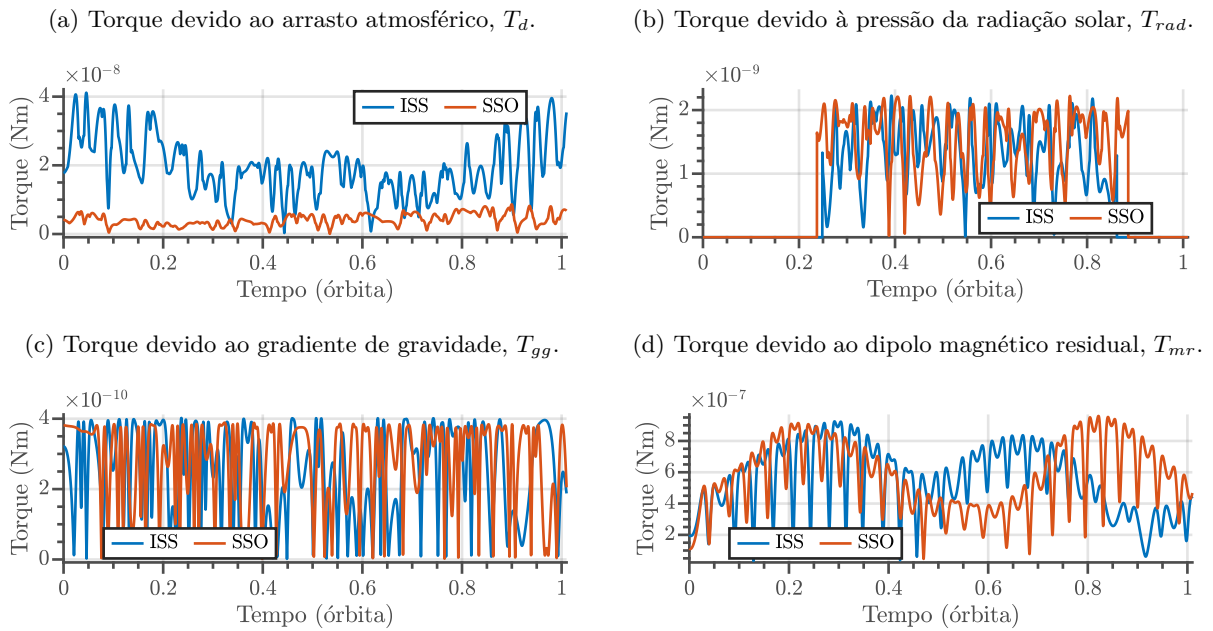 (a) Torque devido ao arrasto atmosférico, T_d.
×10⁻⁸
Torque (Nm)
4
2
0
ISS
SSO
0 0.2 0.4 0.6 0.8 1
Tempo (órbita)
(b) Torque devido à pressão da radiação solar, T_rad.
×10⁻⁹
Torque (Nm)
2
1
0
ISS
SSO
0 0.2 0.4 0.6 0.8 1
Tempo (órbita)
(c) Torque devido ao gradiente de gravidade, T_gg.
×10⁻¹⁰
Torque (Nm)
4
2
0
ISS
SSO
0 0.2 0.4 0.6 0.8 1
Tempo (órbita)
(d) Torque devido ao dipolo magnético residual, T_mr.
×10⁻⁷
Torque (Nm)
8
6
4
2
ISS
SSO
0 0.2 0.4 0.6 0.8 1
Tempo (órbita)